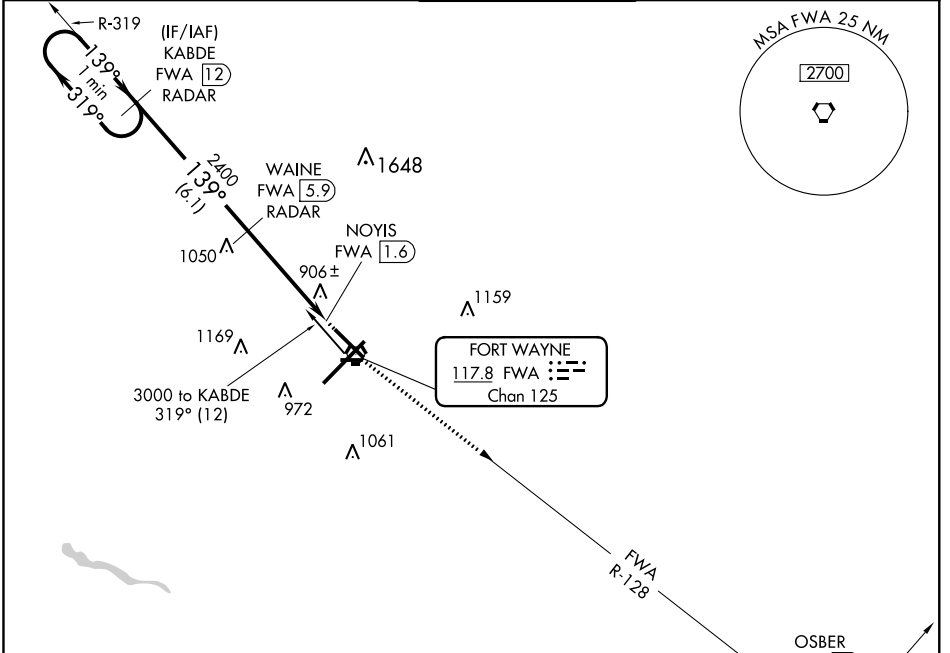 R-319
(IF/IAF)
KABDE
FWA 12
RADAR
139°
1 min
319°
MSA FWA 25 NM
2700
2400
139°
(6.1)
WAINE
FWA 5.9
RADAR
1648
1050
NOYIS
FWA 1.6
906±
1159
1169
3000 to KABDE
319° (12)
972
1061
FORT WAYNE
117.8 FWA
Chan 125
FWA
R-128
OSBER